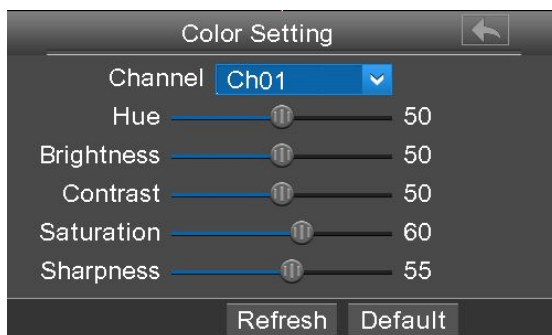 Color Setting
Channel Ch01
Hue 50
Brightness 50
Contrast 50
Saturation 60
Sharpness 55
Refresh Default